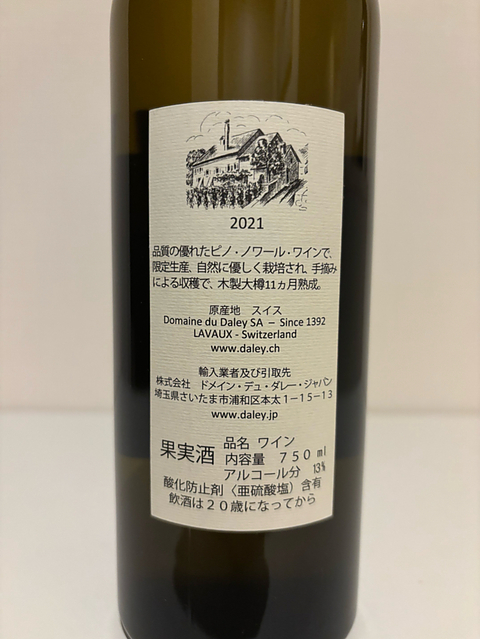 2021
品質の優れたピノ・ノワール・ワインで、
限定生産、自然に優しく栽培され、手摘み
による収穫で、木製大樽11ヵ月熟成。
原産地　スイス
Domaine du Daley SA – Since 1392
LAVAUX - Switzerland
www.daley.ch
輸入業者及び引取先
株式会社　ドメイン・デュ・ダレー・ジャパン
埼玉県さいたま市浦和区本太１－１５－１３
www.daley.jp
果実酒
品名 ワイン
内容量　７５０ ml
アルコール分　13%
酸化防止剤〈亜硫酸塩〉含有
飲酒は２０歳になってから